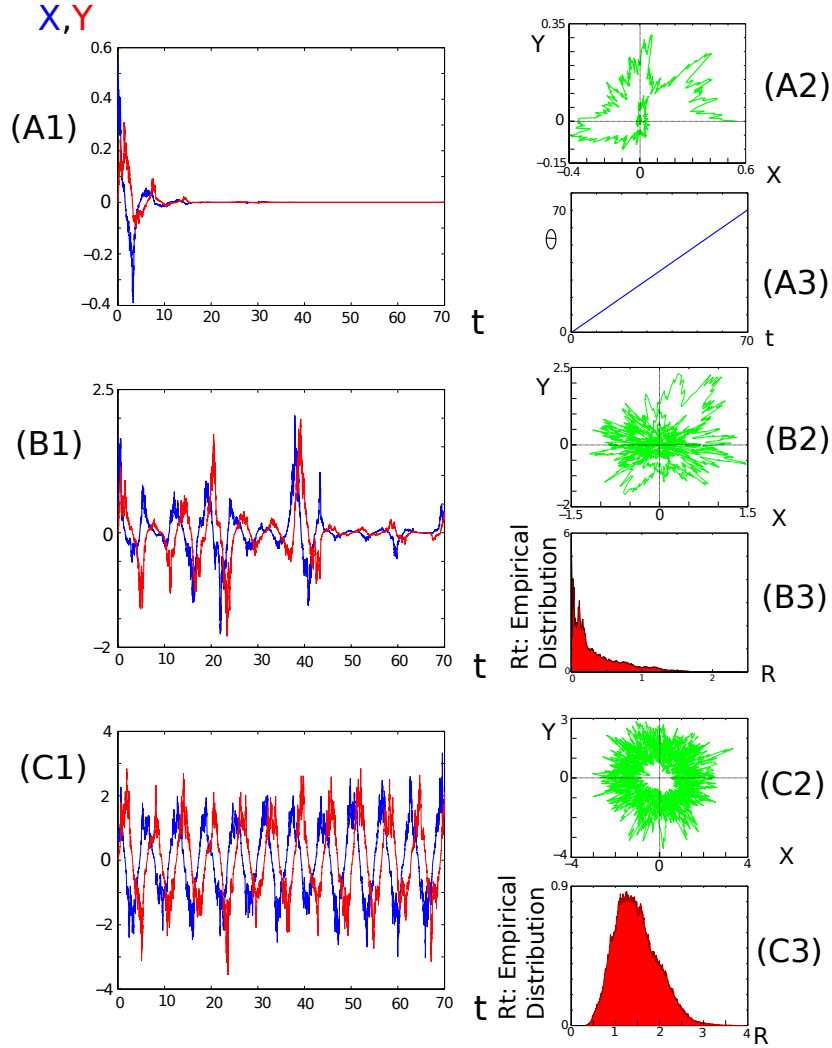 X,Y
(A1)
0.6
0.4
0.2
0
−0.2
−0.4
0 10 20 30 40 50 60 70
t
(A2)
Y
0.35
0
−0.15
−0.4 0 0.6
X
(A3)
70
Θ
0
0 70
t
(B1)
2.5
0
−2
0 10 20 30 40 50 60 70
t
(B2)
Y
2.5
0
−2
−1.5 0 1.5
X
(B3)
Rt: Empirical
Distribution
6
0
0 1 2
R
(C1)
4
2
0
−2
−4
0 10 20 30 40 50 60 70
t
(C2)
Y
3
0
−4
−4 0 4
X
(C3)
Rt: Empirical
Distribution
0.9
0
0 1 2 3 4
R